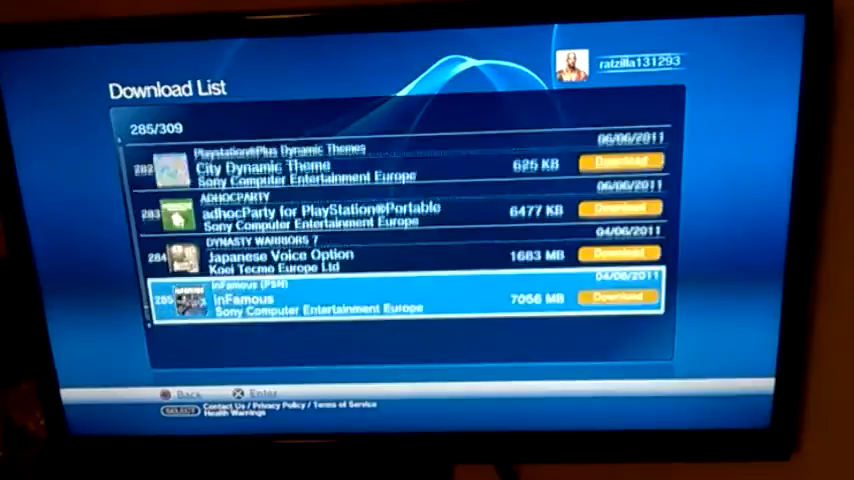 ratzilla131293
Download List
285/309
06/06/2011
Playstation®Plus Dynamic Themes
282
City Dynamic Theme
625 KB
Download
Sony Computer Entertainment Europe
06/06/2011
ADHOCPARTY
283
adhocParty for PlayStation®Portable
6477 KB
Download
Sony Computer Entertainment Europe
04/06/2011
DYNASTY WARRIORS 7
284
Japanese Voice Option
1683 MB
Download
Koei Tecmo Europe Ltd
04/06/2011
inFamous (PSN)
285
inFamous
7056 MB
Download
Sony Computer Entertainment Europe
Back
Enter
SELECT
Contact Us / Privacy Policy / Terms of Service
Health Warnings